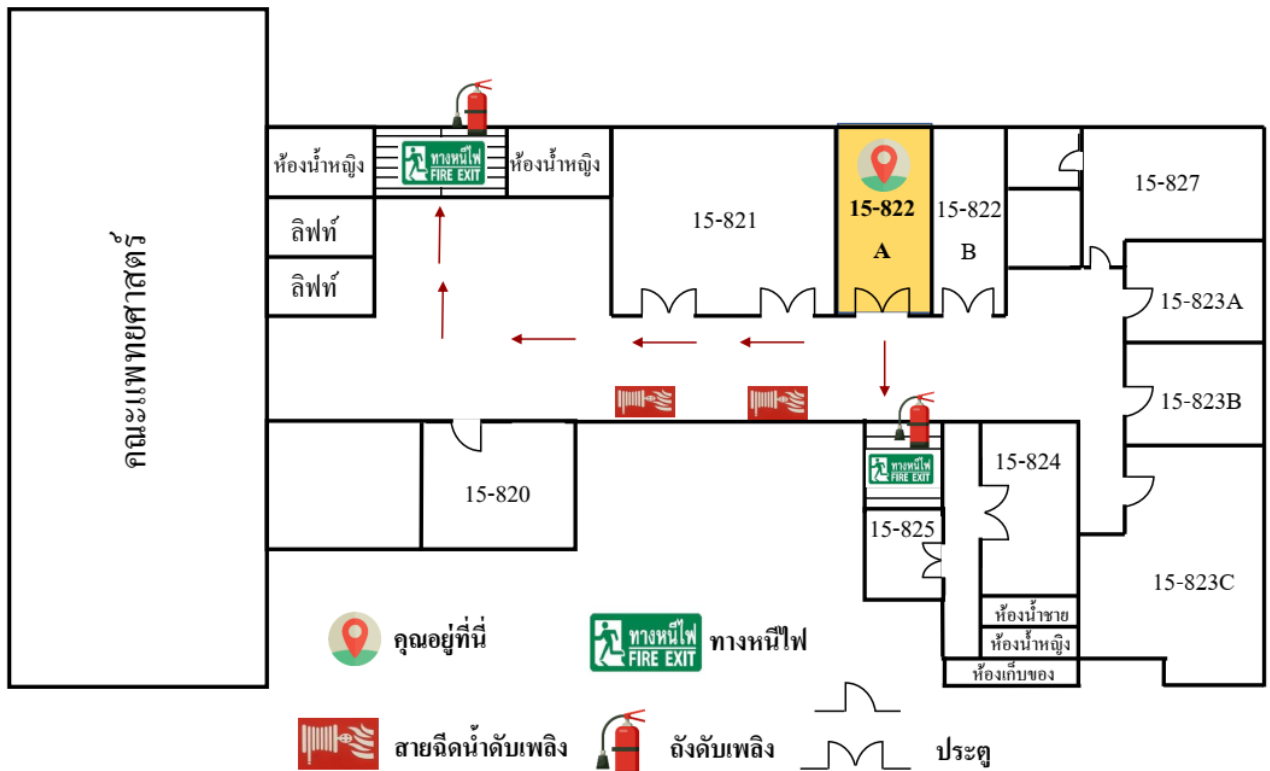 คณะแพทยศาสตร์
ห้องน้ำหญิง
ทางหนีไฟ
FIRE EXIT
ห้องน้ำหญิง
ลิฟท์
ลิฟท์
15-821
15-822
A
15-822
B
15-827
15-823A
15-823B
15-820
ทางหนีไฟ
FIRE EXIT
15-824
15-825
15-823C
ห้องน้ำชาย
ห้องน้ำหญิง
ห้องเก็บของ
คุณอยู่ที่นี่
ทางหนีไฟ
FIRE EXIT
ทางหนีไฟ
สายฉีดน้ำดับเพลิง
ถังดับเพลิง
ประตู